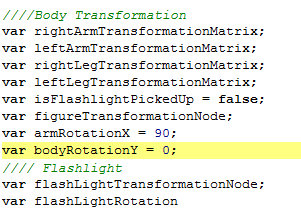 ////Body Transformation
var rightArmTransformationMatrix;
var leftArmTransformationMatrix;
var rightLegTransformationMatrix;
var leftLegTransformationMatrix;
var isFlashlightPickedUp = false;
var figureTransformationNode;
var armRotationX = 90;
var bodyRotationY = 0;
//// Flashlight
var flashLightTransformationNode;
var flashLightRotation